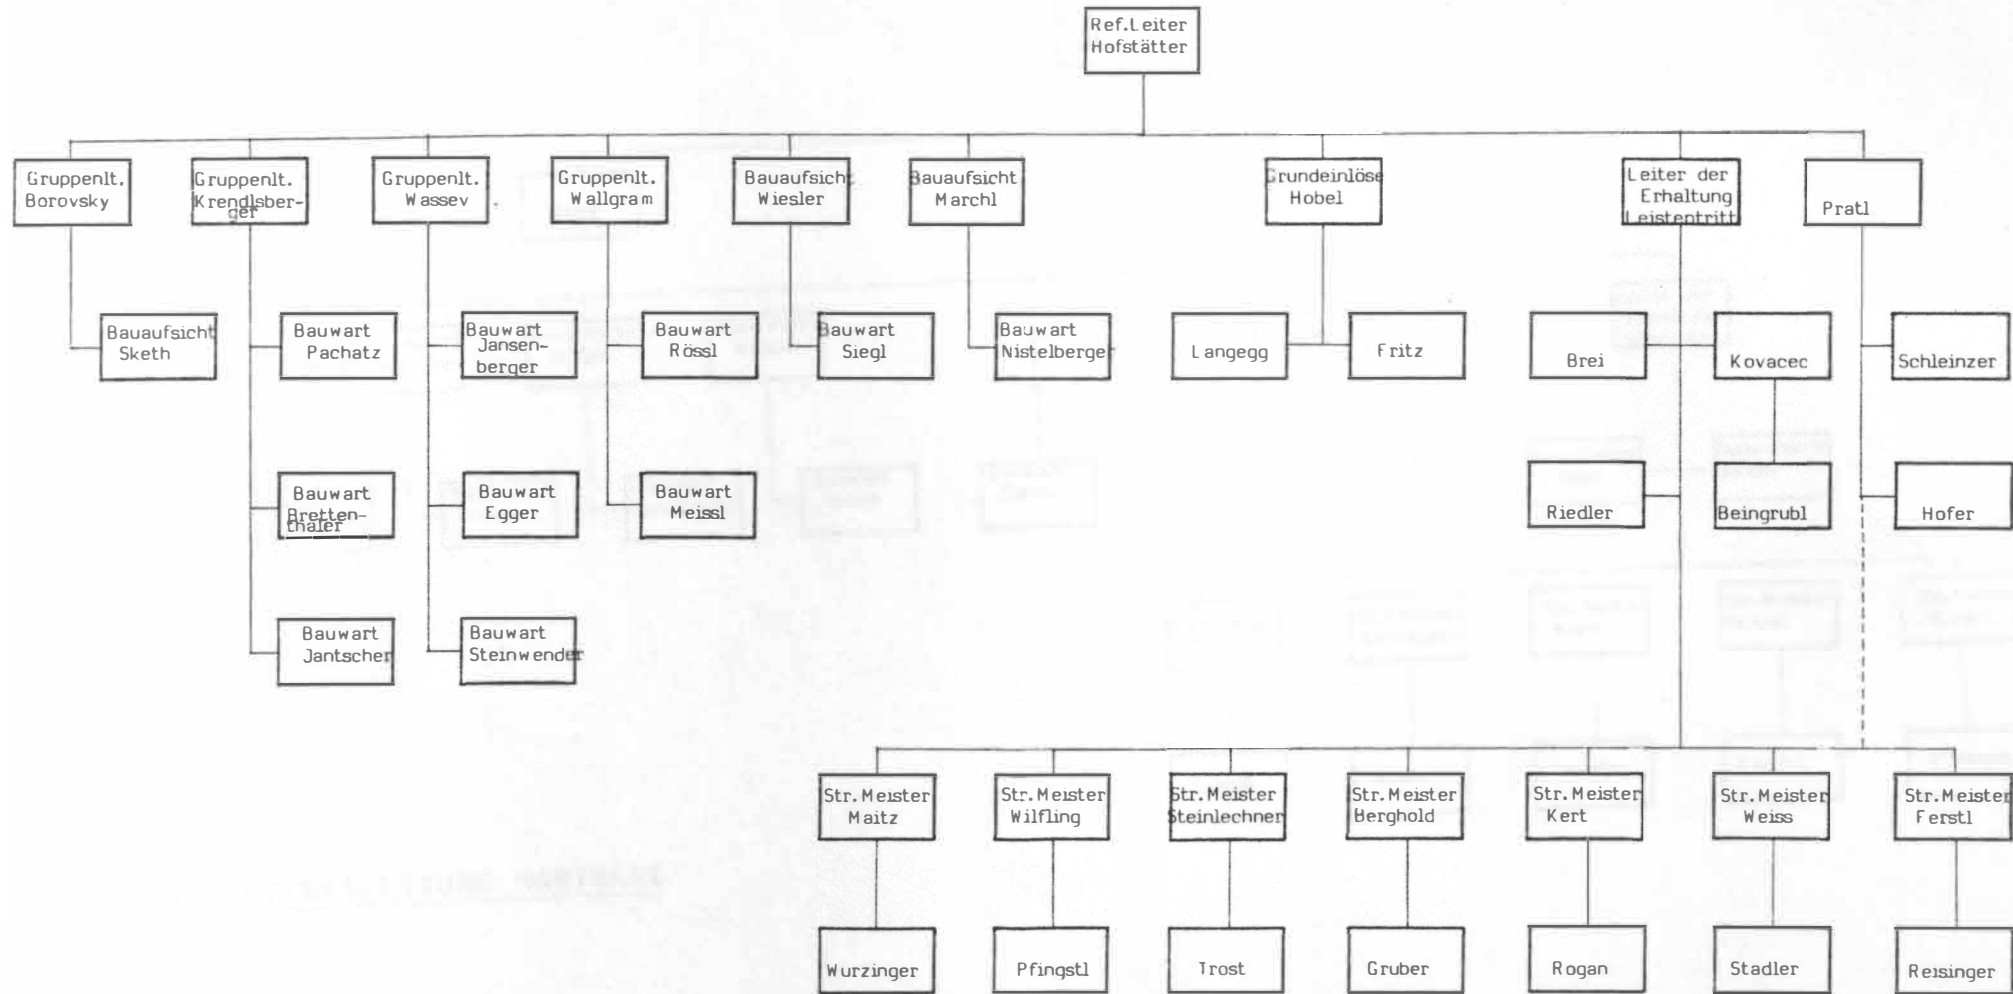 Ref.Leiter
Hofstätter
Gruppenlt.
Borovsky
Gruppenlt.
Krendlsber-
ger
Gruppenlt.
Wassev
Gruppenlt.
Wallgram
Bauaufsicht
Wiesler
Bauaufsicht
Marchl
Grundeinlöse
Hobel
Leiter der
Erhaltung
Leistentritt
Pratl
Bauaufsicht
Sketh
Bauwart
Pachatz
Bauwart
Jansen-
berger
Bauwart
Rössl
Bauwart
Siegl
Bauwart
Nistelberger
Langegg
Fritz
Brei
Kovacec
Schleinzer
Bauwart
Bretten-
thaler
Bauwart
Egger
Bauwart
Meissl
Riedler
Beingrubl
Hofer
Bauwart
Jantscher
Bauwart
Steinwender
Str.Meister
Maitz
Str.Meister
Wilfling
Str.Meister
Steinlechner
Str.Meister
Berghold
Str.Meister
Kert
Str.Meister
Weiss
Str.Meister
Ferstl
Wurzinger
Pfingstl
Trost
Gruber
Rogan
Stadler
Reisinger